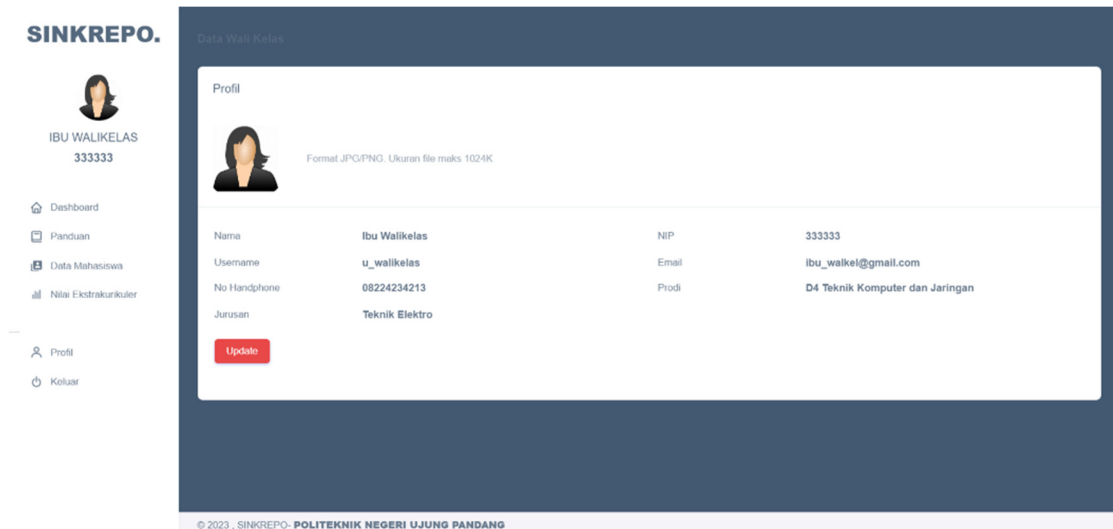 SINKREPO.
IBU WALIKELAS
333333
Dashboard
Panduan
Data Mahasiswa
Nilai Ekstrakurikuler
Profil
Keluar
Data Wali Kelas
Profil
Format JPG/PNG. Ukuran file maks 1024K
Nama Ibu Walikelas NIP 333333
Username u_walikelas Email ibu_walkel@gmail.com
No Handphone 08224234213 Prodi D4 Teknik Komputer dan Jaringan
Jurusan Teknik Elektro
Update
© 2023 , SINKREPO- POLITEKNIK NEGERI UJUNG PANDANG